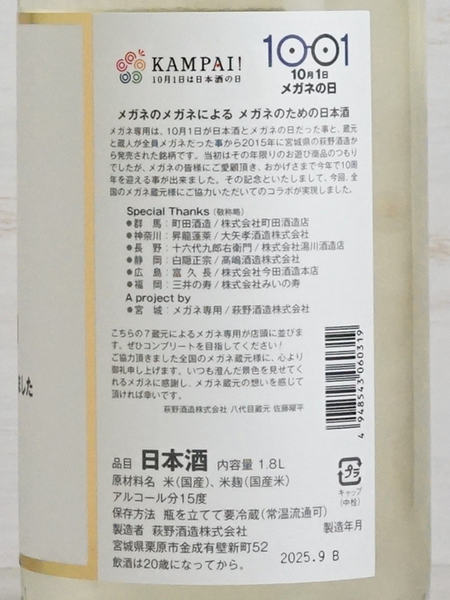 KAMPAI!
10月1日は日本酒の日
1001
10月1日
メガネの日
メガネのメガネによる メガネのための日本酒
メガネ専用は、10月1日が日本酒とメガネの日だった事と、蔵元
と蔵人が全員メガネだった事から2015年に宮城県の萩野酒造か
ら発売された銘柄です。当初はその年限りのお遊び商品のつもり
でしたが、メガネの皆様にご愛顧頂き、おかげさまで今年で10周
年を迎える事が出来ました。その記念といたしまして、今回、全
国のメガネ蔵元様にご協力いただいてのコラボが実現しました。
Special Thanks (敬称略)
●群 馬：町田酒造／株式会社町田酒造店
●神奈川：昇龍蓬莱／大矢孝酒造株式会社
●長 野：十六代九郎右衛門／株式会社湯川酒造店
●静 岡：白隠正宗／高嶋酒造株式会社
●広 島：富久長／株式会社今田酒造本店
●福 岡：三井の寿／株式会社みいの寿
A project by
●宮 城：メガネ専用／萩野酒造株式会社
こちらの7蔵元によるメガネ専用が店頭に並びま
す。ぜひコンプリートを目指してください！
ご協力頂きました全国のメガネ蔵元様に、心より
御礼申し上げます。いつも澄んだ景色を見せてく
れるメガネに感謝し、メガネ蔵元の想いを感じて
頂ければ幸いです。
萩野酒造株式会社 八代目蔵元 佐藤曜平
4 948543 060319
ました
品目 日本酒 内容量 1.8L
原材料名 米(国産)、米麹(国産米)
アルコール分15度
保存方法 瓶を立てて要冷蔵(常温流通可)
製造者 萩野酒造株式会社
宮城県栗原市金成有壁新町52
飲酒は20歳になってから。
プラ
キャップ
(中栓)
製造年月
2025.9 B